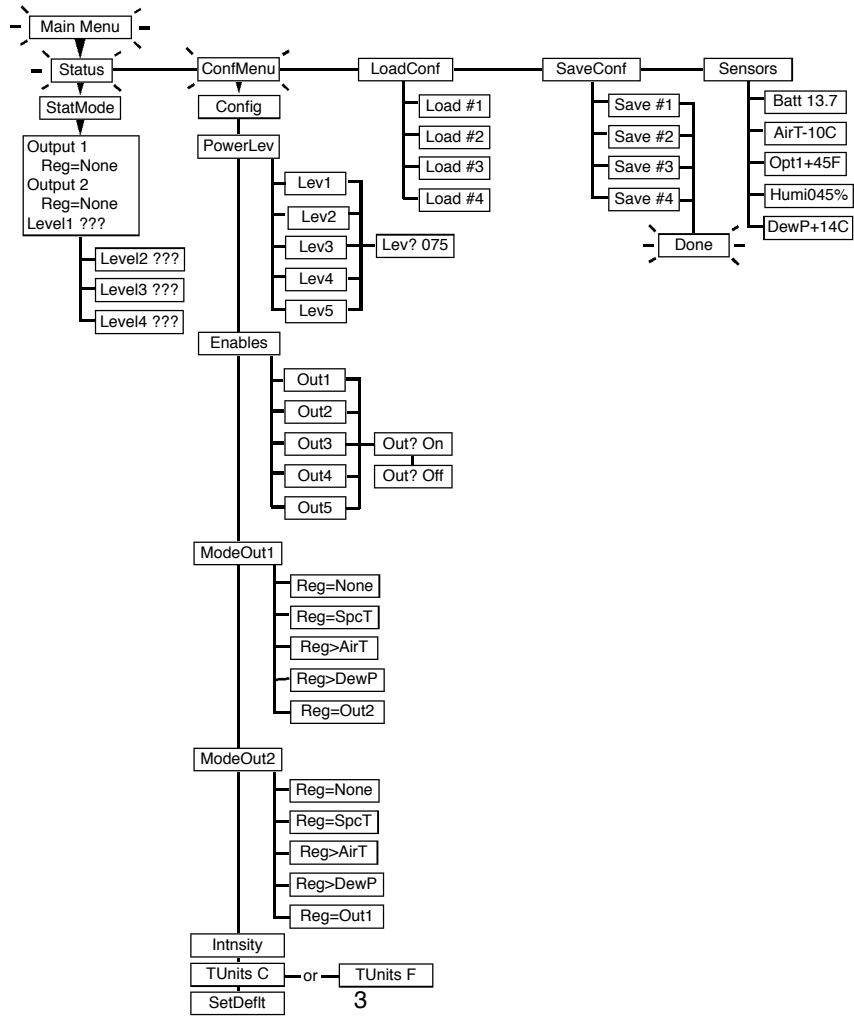 Main Menu
Status
ConfMenu
LoadConf
SaveConf
Sensors
StatMode
Output 1
Reg=None
Output 2
Reg=None
Level1 ???
Level2 ???
Level3 ???
Level4 ???
Config
PowerLev
Lev1
Lev2
Lev3
Lev4
Lev5
Lev? 075
Enables
Out1
Out2
Out3
Out4
Out5
Out? On
Out? Off
ModeOut1
Reg=None
Reg=SpcT
Reg>AirT
Reg>DewP
Reg=Out2
ModeOut2
Reg=None
Reg=SpcT
Reg>AirT
Reg>DewP
Reg=Out1
Intnsity
TUnits C
or
TUnits F
SetDeflt
Load #1
Load #2
Load #3
Load #4
Save #1
Save #2
Save #3
Save #4
Done
Batt 13.7
AirT-10C
Opt1+45F
Humi045%
DewP+14C
3